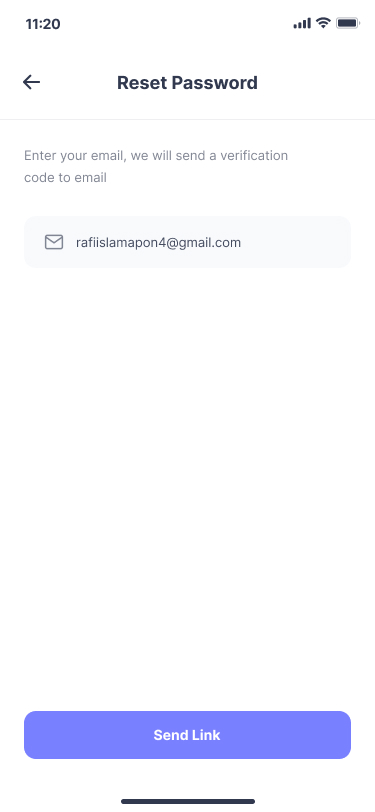 11:20
Reset Password
Enter your email, we will send a verification
code to email
rafiislamapon4@gmail.com
Send Link